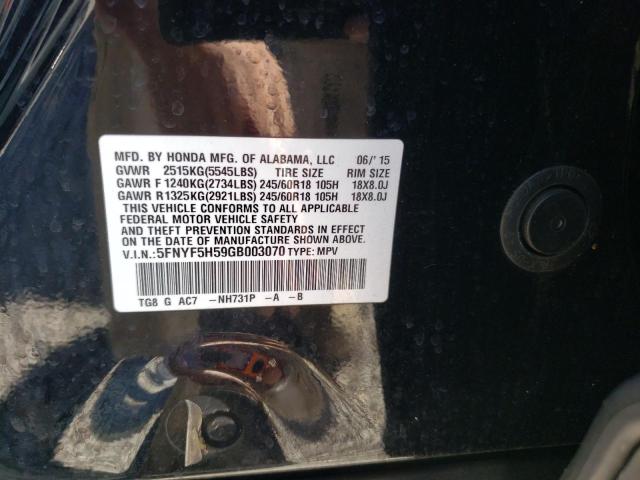 MFD. BY HONDA MFG. OF ALABAMA, LLC 06/'15
GVWR 2515KG(5545LBS) TIRE SIZE RIM SIZE
GAWR F 1240KG(2734LBS) 245/60R18 105H 18X8.0J
GAWR R1325KG(2921LBS) 245/60R18 105H 18X8.0J
THIS VEHICLE CONFORMS TO ALL APPLICABLE
FEDERAL MOTOR VEHICLE SAFETY
AND THEFT PREVENTION STANDARDS IN EFFECT
ON THE DATE OF MANUFACTURE SHOWN ABOVE.
V.I.N.:5FNYF5H59GB003070 TYPE: MPV
TG8 G AC7 -NH731P -A -B